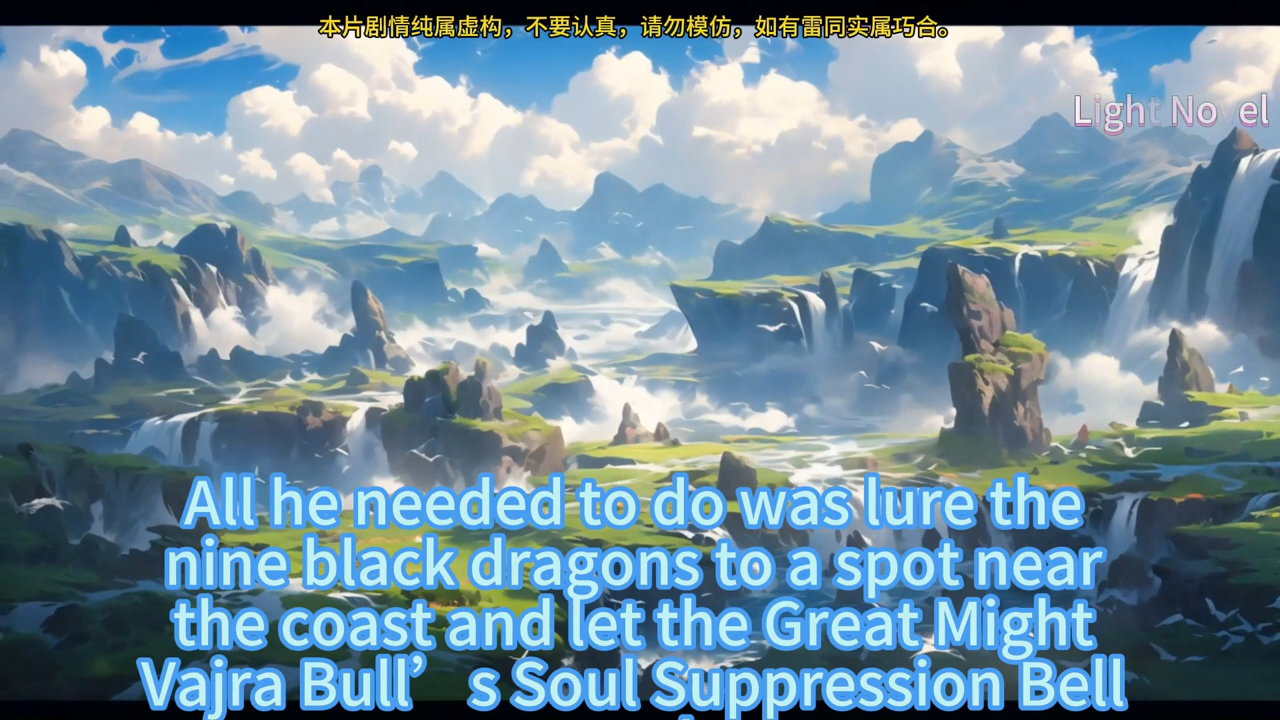 本片剧情纯属虚构，不要认真，请勿模仿，如有雷同实属巧合。
Light Novel
All he needed to do was lure the
nine black dragons to a spot near
the coast and let the Great Might
Vajra Bull’s Soul Suppression Bell